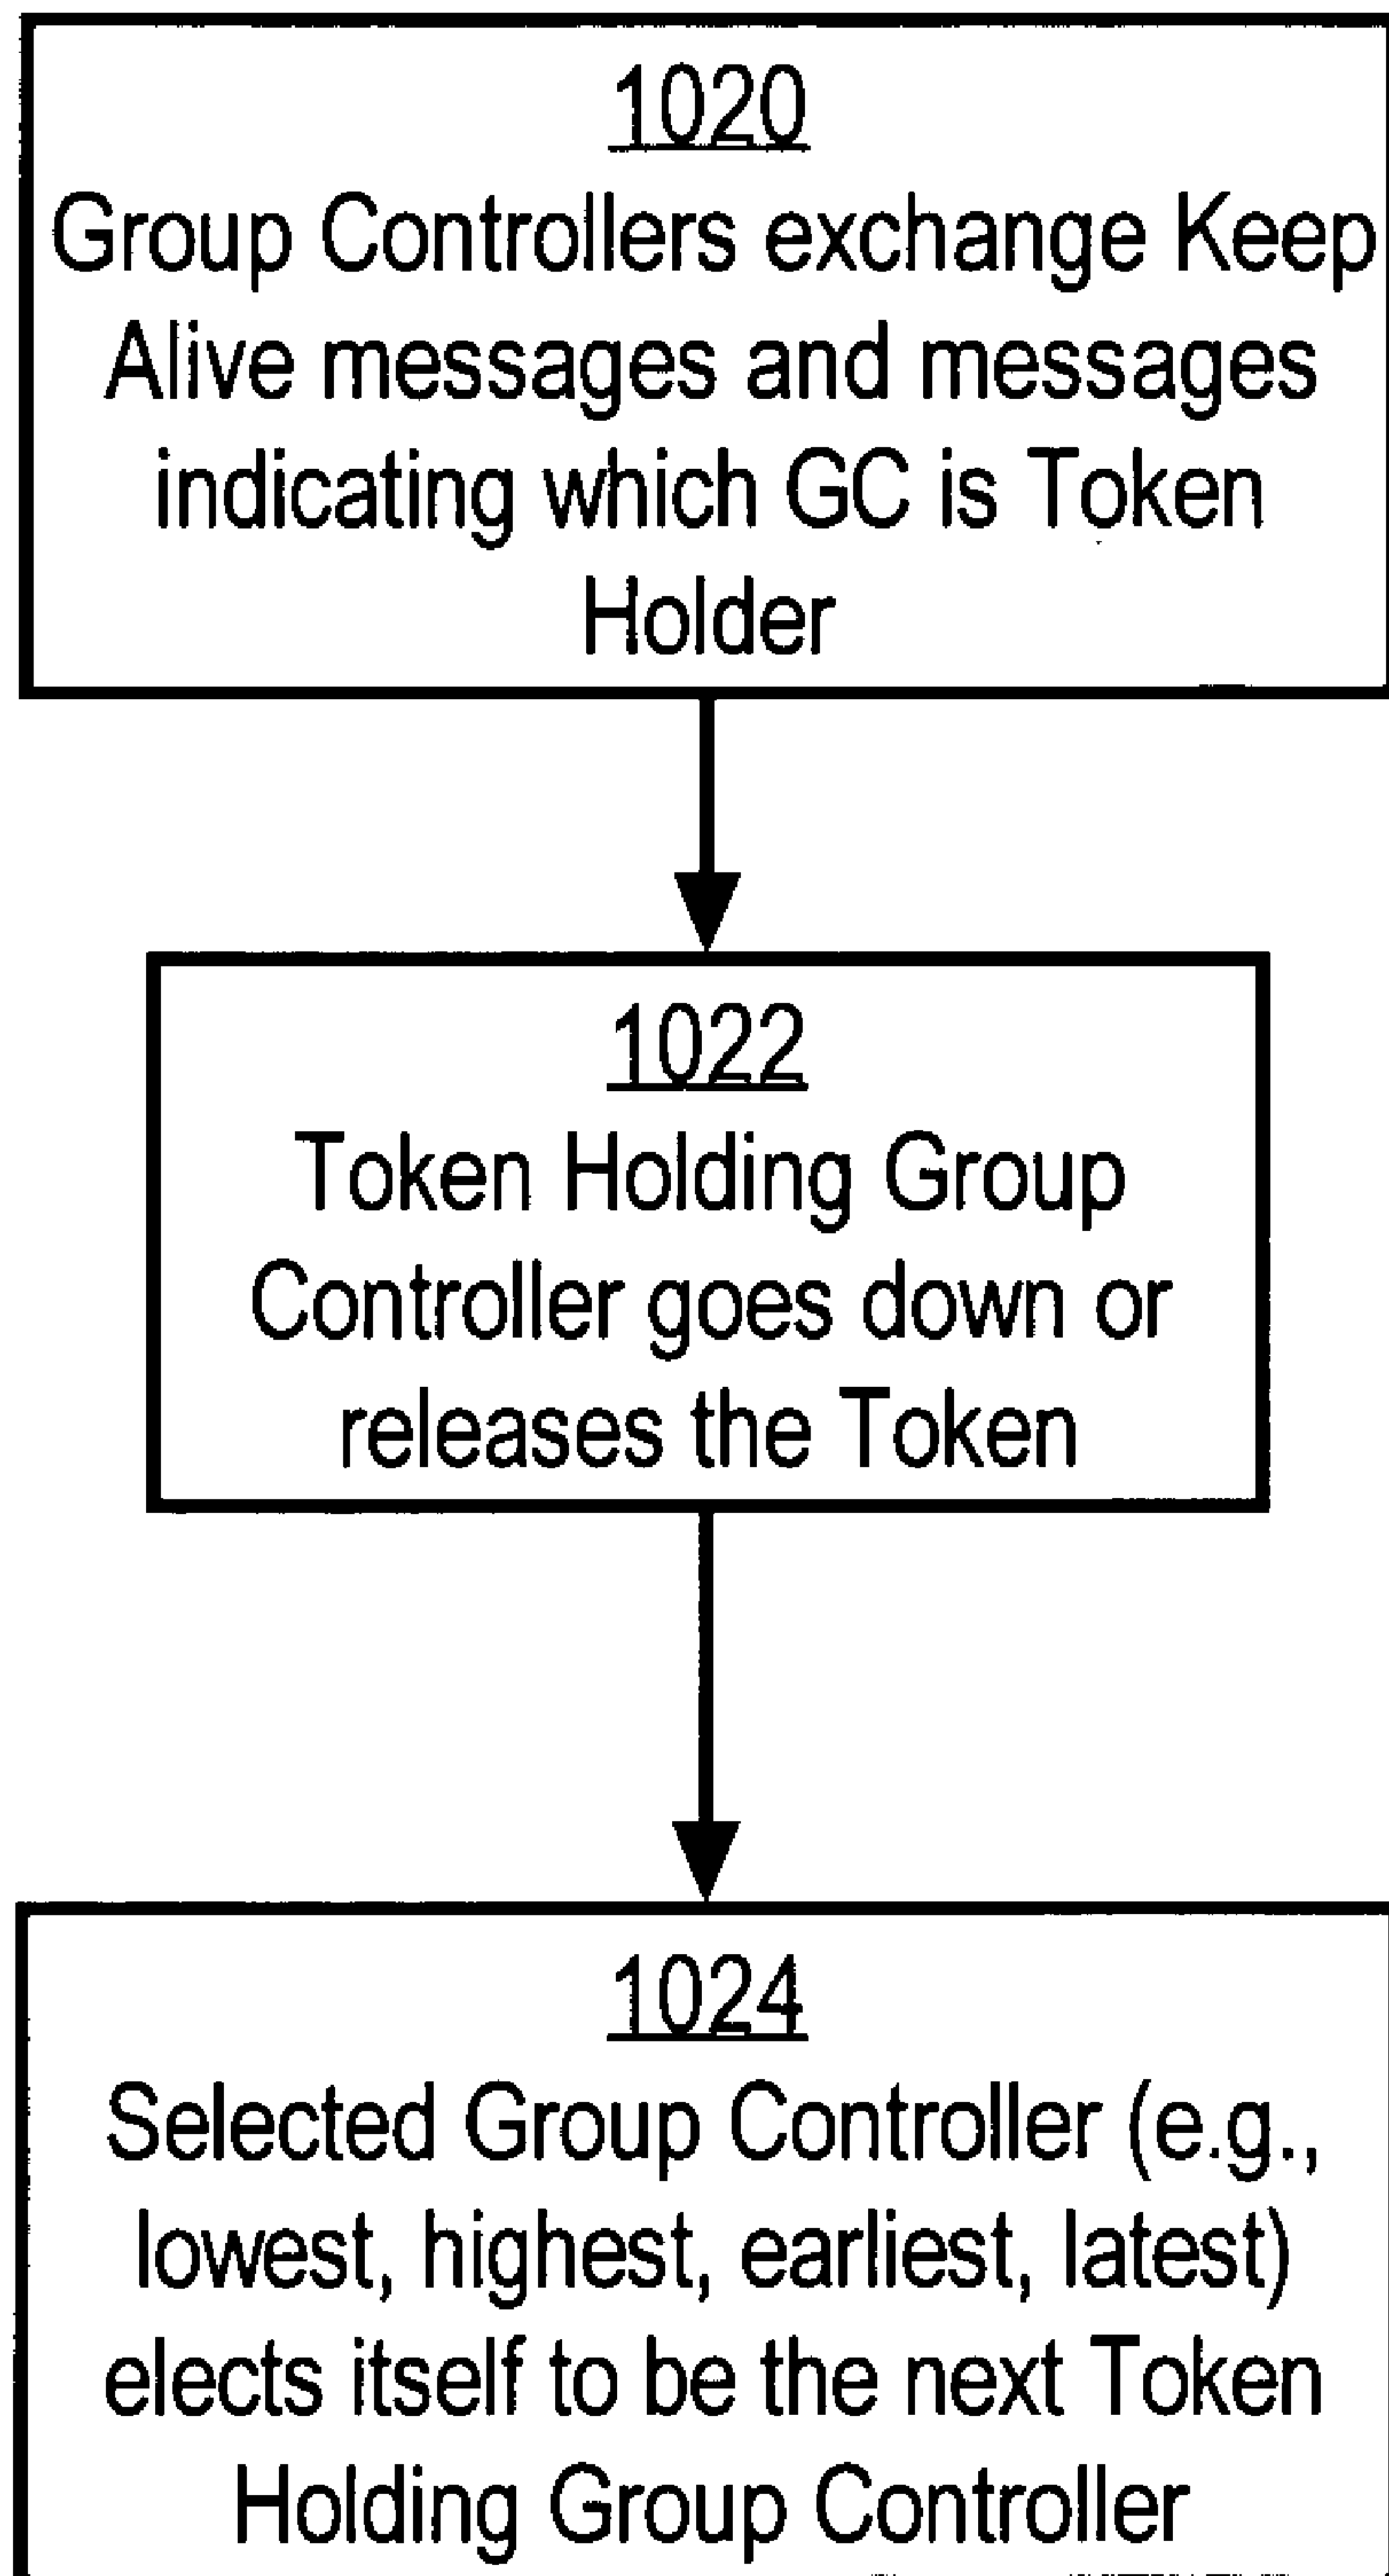 1020
Group Controllers exchange Keep
Alive messages and messages
indicating which GC is Token
Holder
1022
Token Holding Group
Controller goes down or
releases the Token
1024
Selected Group Controller (e.g.,
lowest, highest, earliest, latest)
elects itself to be the next Token
Holding Group Controller